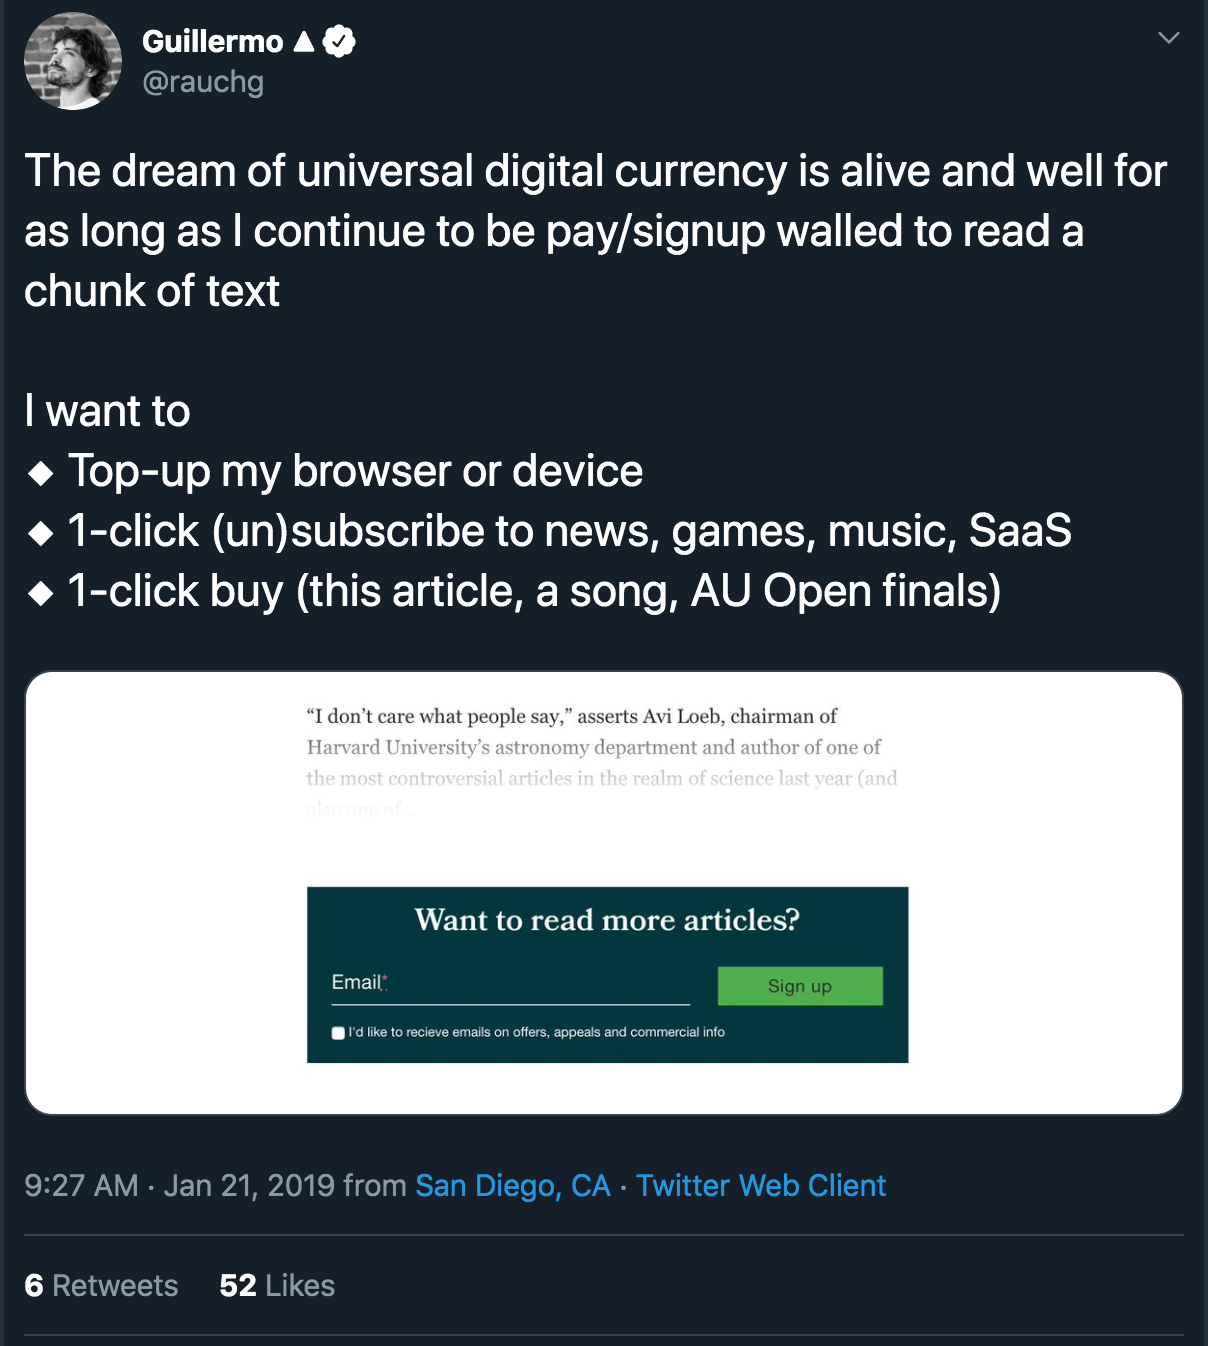 Guillermo ▲
@rauchg
The dream of universal digital currency is alive and well for
as long as I continue to be pay/signup walled to read a
chunk of text
I want to
◆ Top-up my browser or device
◆ 1-click (un)subscribe to news, games, music, SaaS
◆ 1-click buy (this article, a song, AU Open finals)
“I don’t care what people say,” asserts Avi Loeb, chairman of
Harvard University’s astronomy department and author of one of
the most controversial articles in the realm of science last year (and
also one of...
Want to read more articles?
Email*
Sign up
I'd like to recieve emails on offers, appeals and commercial info
9:27 AM · Jan 21, 2019 from San Diego, CA · Twitter Web Client
6 Retweets 52 Likes